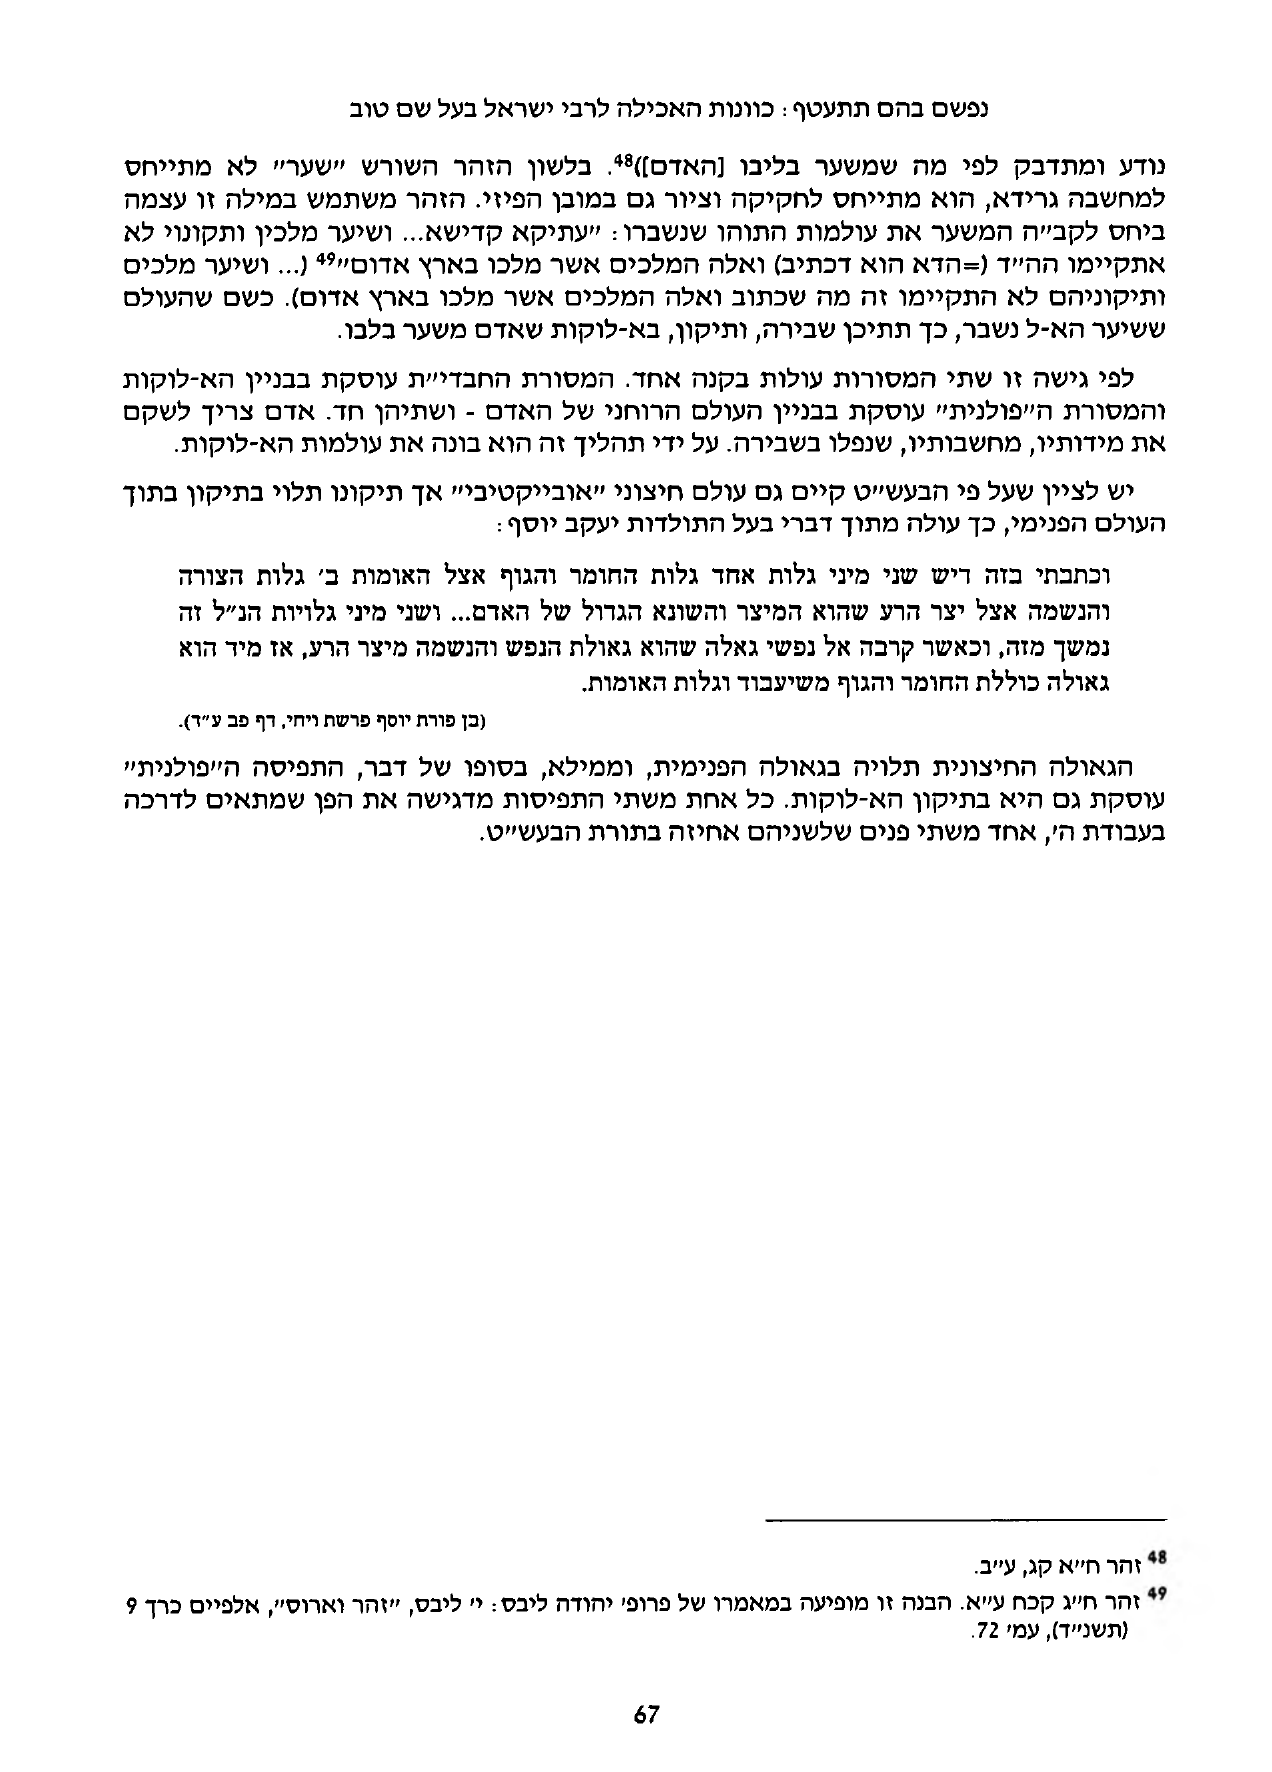 נפשם בהם תתעטף: כוונות האכילה לרבי ישראל בעל שם טוב
נודע ומתדבק לפי מה שמשער בליבו [האדם])48. בלשון הזהר השורש "שער" לא מתייחס
למחשבה גרידא, הוא מתייחס לחקיקה וציור גם במובן הפיזי. הזהר משתמש במילה זו עצמה
ביחס לקב"ה המשער את עולמות התוהו שנשברו: "עתיקא קדישא... ושיער מלכין ותקונוי לא
אתקיימו הה"ד (=הדא הוא דכתיב) ואלה המלכים אשר מלכו בארץ אדום"49 (... ושיער מלכים
ותיקוניהם לא התקיימו זה מה שכתוב ואלה המלכים אשר מלכו בארץ אדום). כשם שהעולם
ששיער הא-ל נשבר, כך תתיכן שבירה, ותיקון, בא-לוקות שאדם משער בלבו.
לפי גישה זו שתי המסורות עולות בקנה אחד. המסורת החבדי"ת עוסקת בבניין הא-לוקות
והמסורת ה"פולנית" עוסקת בבניין העולם הרוחני של האדם - ושתיהן חד. אדם צריך לשקם
את מידותיו, מחשבותיו, שנפלו בשבירה. על ידי תהליך זה הוא בונה את עולמות הא-לוקות.
יש לציין שעל פי הבעש"ט קיים גם עולם חיצוני "אובייקטיבי" אך תיקונו תלוי בתיקון בתוך
העולם הפנימי, כך עולה מתוך דברי בעל התולדות יעקב יוסף:
וכתבתי בזה דיש שני מיני גלות אחד גלות החומר והגוף אצל האומות ב' גלות הצורה
והנשמה אצל יצר הרע שהוא המיצר והשונא הגדול של האדם... ושני מיני גלויות הנ"ל זה
נמשך מזה, וכאשר קרבה אל נפשי גאלה שהוא גאולת הנפש והנשמה מיצר הרע, אז מיד הוא
גאולה כוללת החומר והגוף משיעבוד וגלות האומות.
(בן פורת יוסף פרשת ויחי, דף פב ע"ד).
הגאולה החיצונית תלויה בגאולה הפנימית, וממילא, בסופו של דבר, התפיסה ה"פולנית"
עוסקת גם היא בתיקון הא-לוקות. כל אחת משתי התפיסות מדגישה את הפן שמתאים לדרכה
בעבודת ה', אחד משתי פנים שלשניהם אחיזה בתורת הבעש"ט.
48 זהר ח"א קג, ע"ב.
49 זהר ח"ג קכח ע"א. הבנה זו מופיעה במאמרו של פרופ' יהודה ליבס: י' ליבס, "זהר וארוס", אלפיים כרך 9
(תשנ"ד), עמ' 72.
67